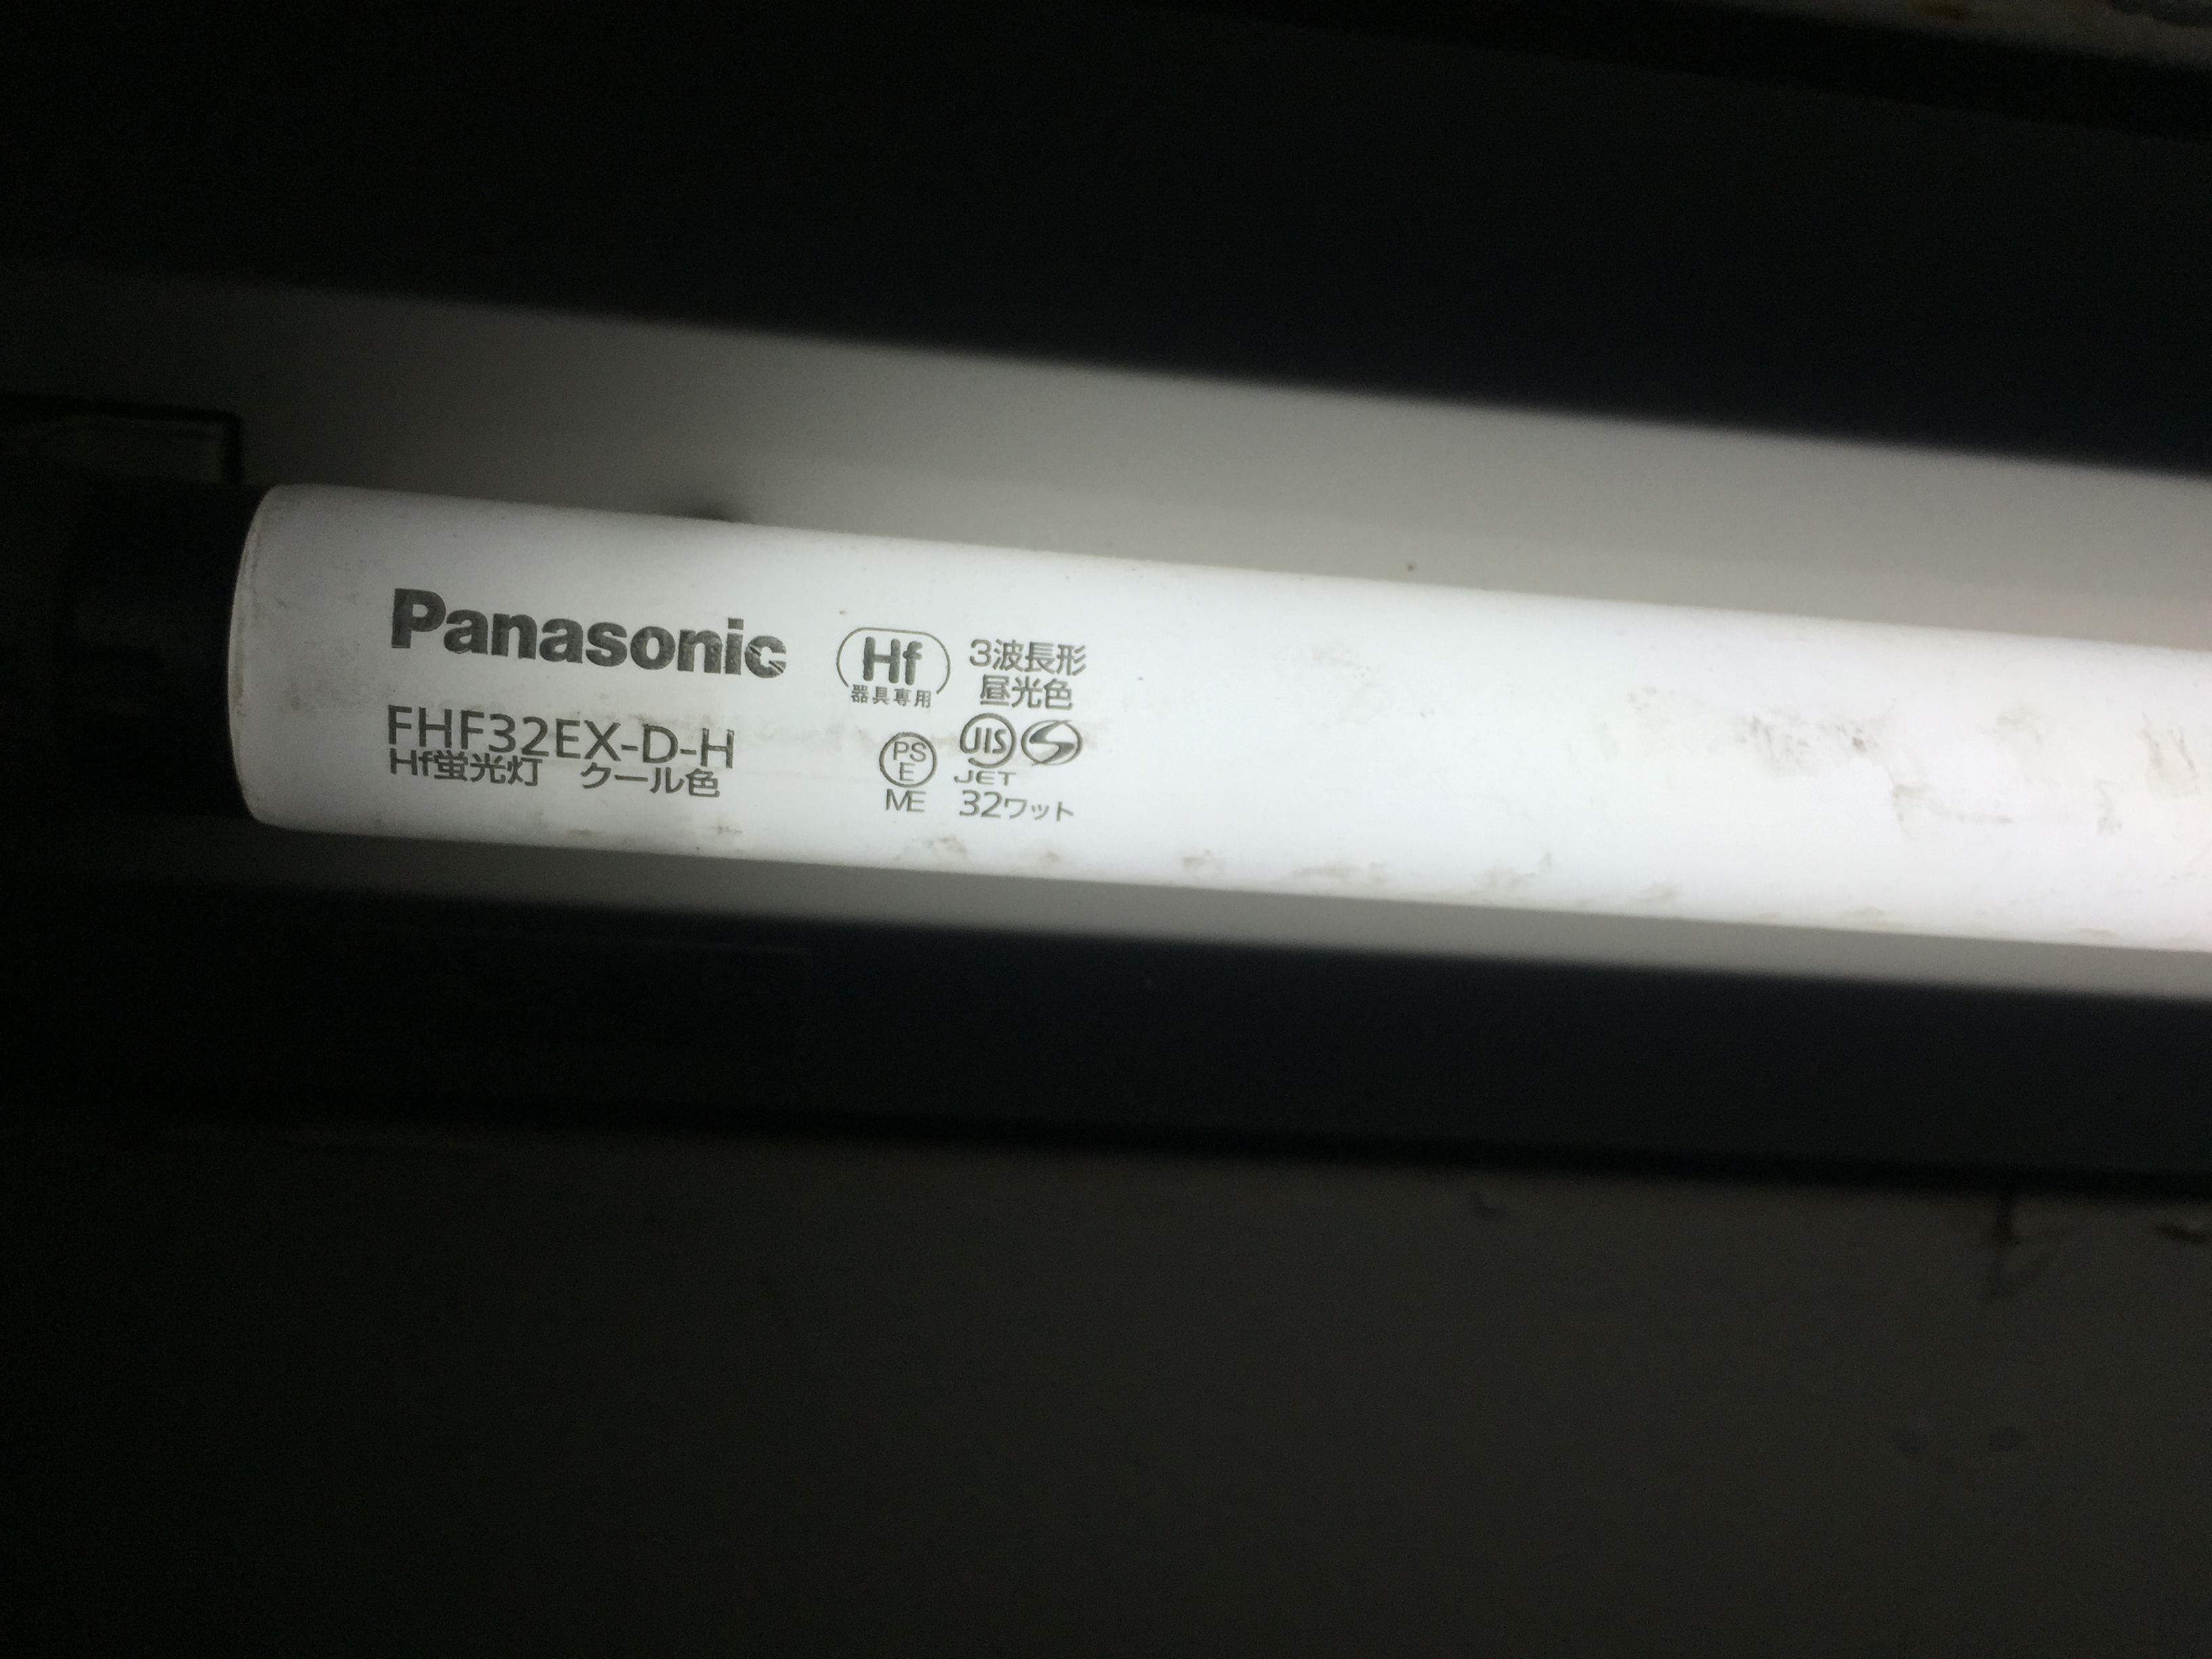 Panasonic
FHF32EX-D-H
Hf蛍光灯 クール色
Hf
器具専用
3波長形
昼光色
PS
E
ME
JIS
JET
32ワット